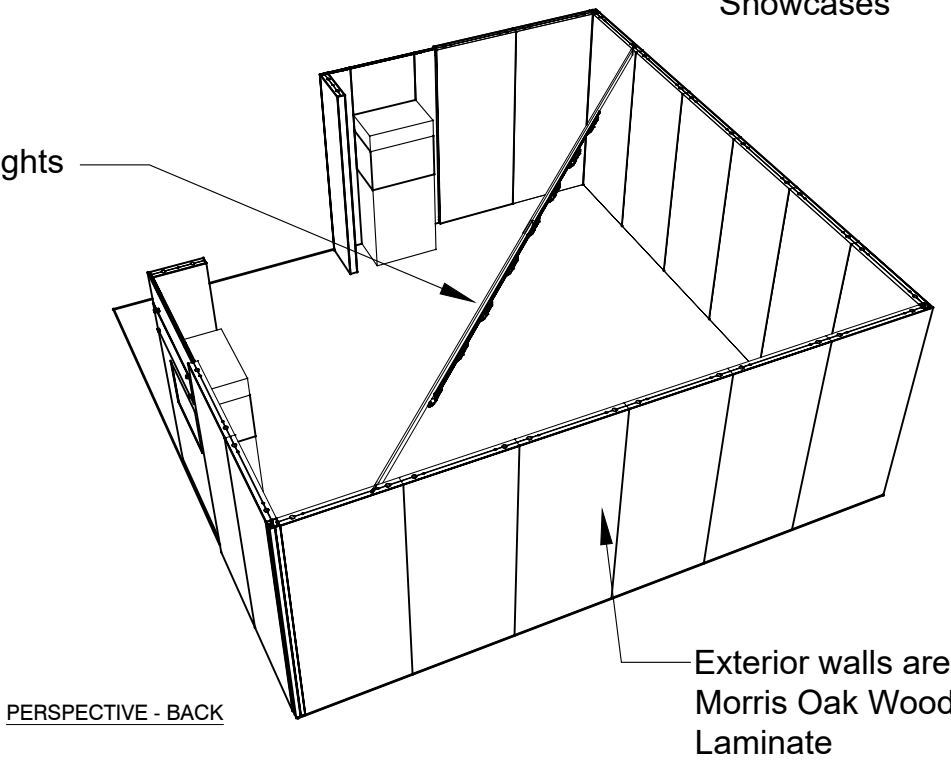 Showcases
ghts
Exterior walls are
Morris Oak Wood
Laminate
PERSPECTIVE - BACK